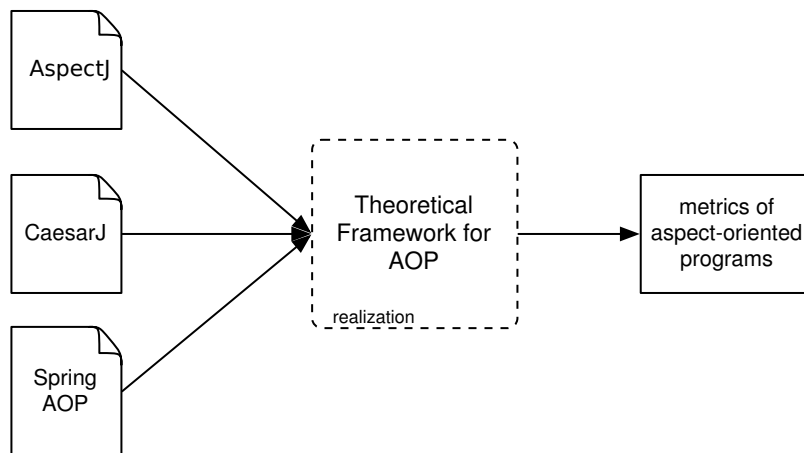 AspectJ
CaesarJ
Spring
AOP
Theoretical
Framework for
AOP
realization
metrics of
aspect-oriented
programs